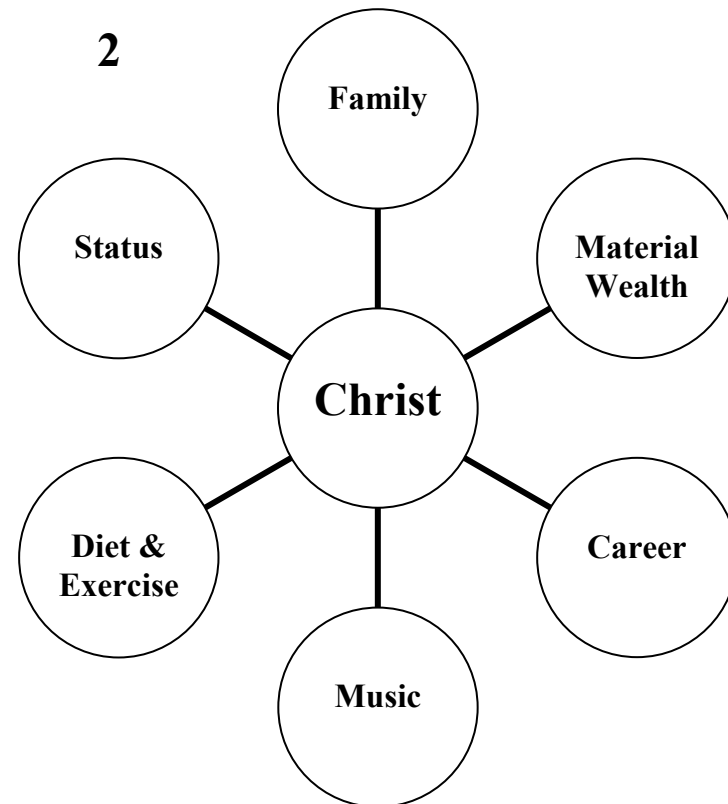 2
Family
Status
Material
Wealth
Christ
Diet &
Exercise
Career
Music